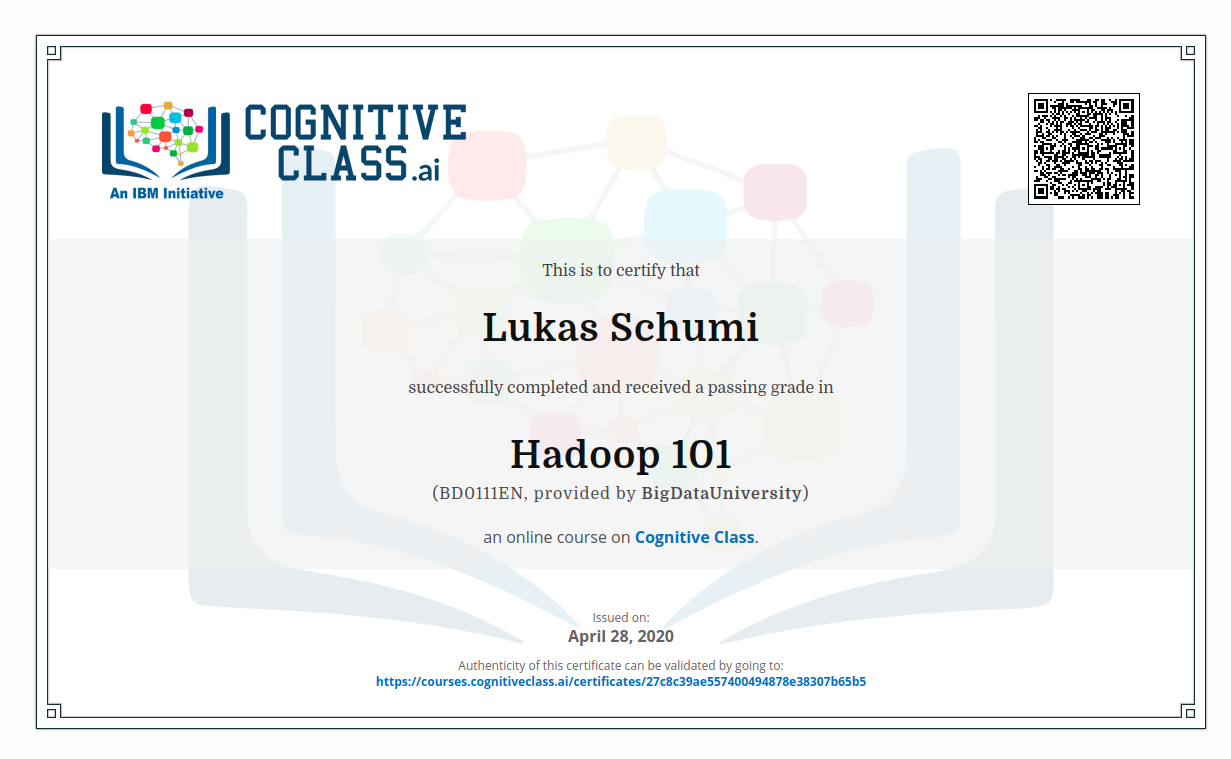 COGNITIVE
CLASS.ai
An IBM Initiative
This is to certify that
Lukas Schumi
successfully completed and received a passing grade in
Hadoop 101
(BD0111EN, provided by BigDataUniversity)
an online course on Cognitive Class.
Issued on:
April 28, 2020
Authenticity of this certificate can be validated by going to:
https://courses.cognitiveclass.ai/certificates/27c8c39ae557400494878e38307b65b5